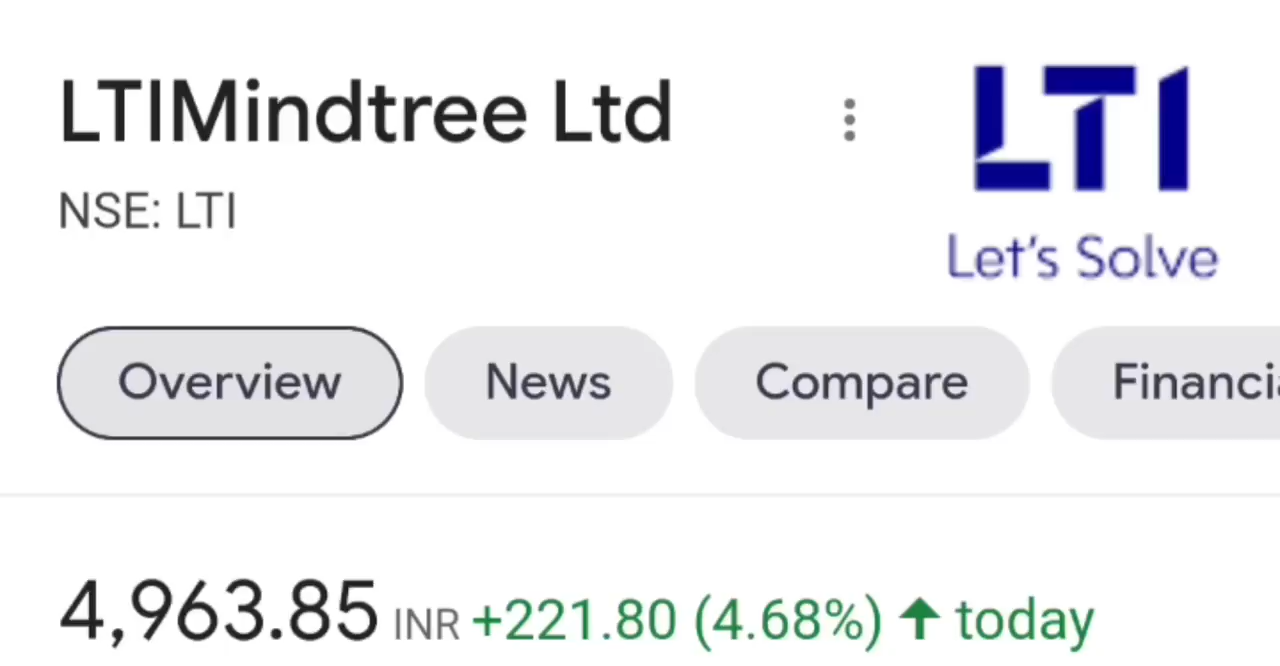 LTIMindtree Ltd
NSE: LTI
LTI
Let's Solve
Overview News Compare Financi
4,963.85 INR +221.80 (4.68%) ↑ today